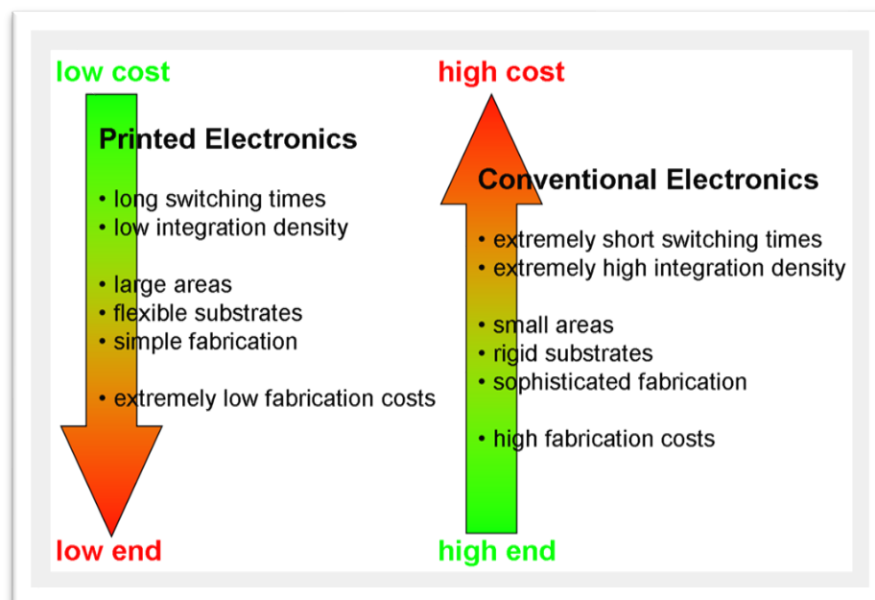 low cost
Printed Electronics
• long switching times
• low integration density
• large areas
• flexible substrates
• simple fabrication
• extremely low fabrication costs
low end
high cost
Conventional Electronics
• extremely short switching times
• extremely high integration density
• small areas
• rigid substrates
• sophisticated fabrication
• high fabrication costs
high end